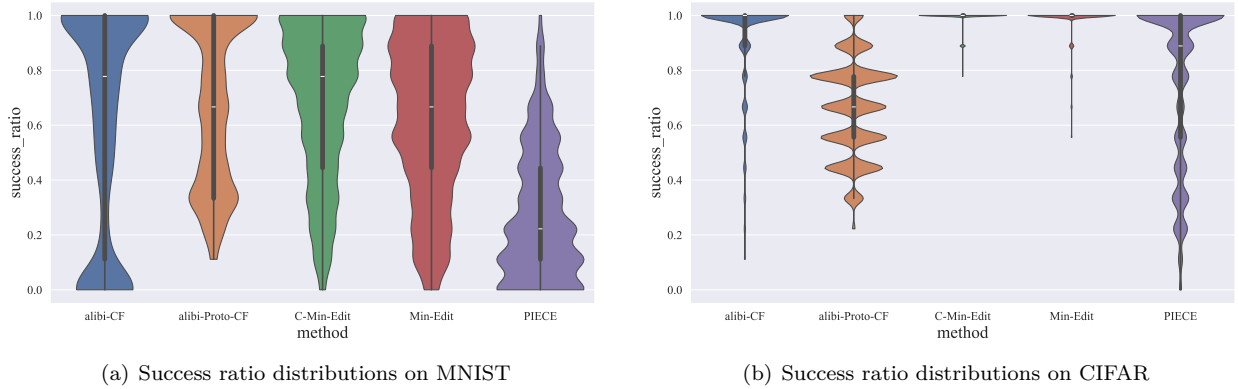 1.0
0.8
0.6
0.4
0.2
0.0
success_ratio
alibi-CF alibi-Proto-CF C-Min-Edit Min-Edit PIECE
method
(a) Success ratio distributions on MNIST
1.0
0.8
0.6
0.4
0.2
0.0
success_ratio
alibi-CF alibi-Proto-CF C-Min-Edit Min-Edit PIECE
method
(b) Success ratio distributions on CIFAR